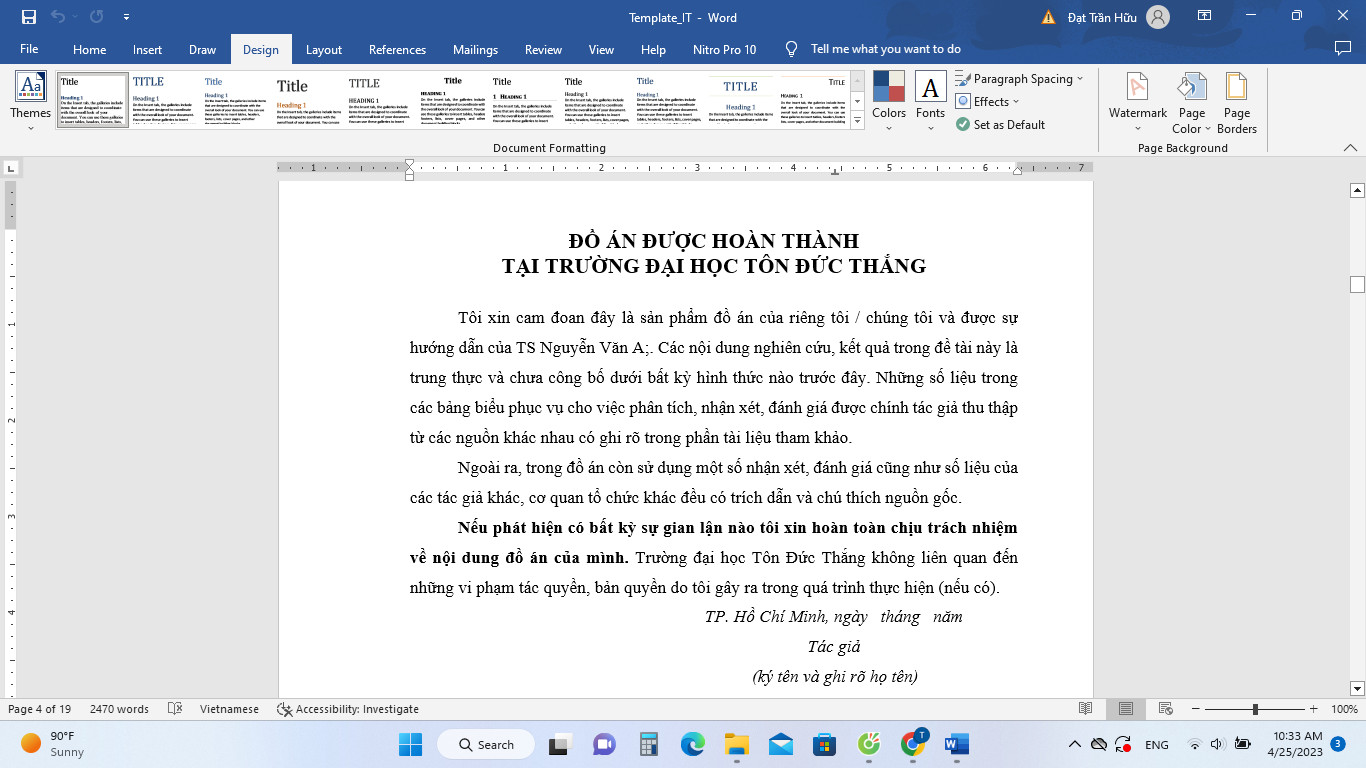 Template_IT - Word
Đạt Trần Hữu
File Home Insert Draw Design Layout References Mailings Review View Help Nitro Pro 10 Tell me what you want to do
Themes
Colors
Fonts
Paragraph Spacing
Effects
Set as Default
Watermark
Page Color
Page Borders
Document Formatting
Page Background
ĐỒ ÁN ĐƯỢC HOÀN THÀNH
TẠI TRƯỜNG ĐẠI HỌC TÔN ĐỨC THẮNG
Tôi xin cam đoan đây là sản phẩm đồ án của riêng tôi / chúng tôi và được sự
hướng dẫn của TS Nguyễn Văn A;. Các nội dung nghiên cứu, kết quả trong đề tài này là
trung thực và chưa công bố dưới bất kỳ hình thức nào trước đây. Những số liệu trong
các bảng biểu phục vụ cho việc phân tích, nhận xét, đánh giá được chính tác giả thu thập
từ các nguồn khác nhau có ghi rõ trong phần tài liệu tham khảo.
Ngoài ra, trong đồ án còn sử dụng một số nhận xét, đánh giá cũng như số liệu của
các tác giả khác, cơ quan tổ chức khác đều có trích dẫn và chú thích nguồn gốc.
Nếu phát hiện có bất kỳ sự gian lận nào tôi xin hoàn toàn chịu trách nhiệm
về nội dung đồ án của mình. Trường đại học Tôn Đức Thắng không liên quan đến
những vi phạm tác quyền, bản quyền do tôi gây ra trong quá trình thực hiện (nếu có).
TP. Hồ Chí Minh, ngày tháng năm
Tác giả
(ký tên và ghi rõ họ tên)
Page 4 of 19 2470 words Vietnamese Accessibility: Investigate 100%
90°F
Sunny
Search
ENG
10:33 AM
4/25/2023
3